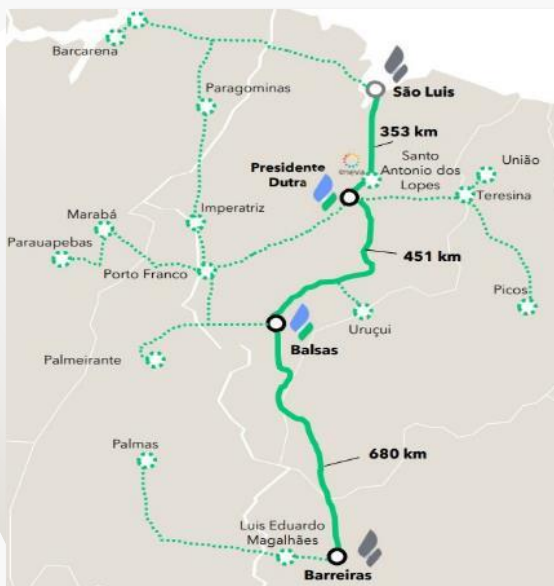 Barcarena
São Luis
Paragominas
353 km
eneva
Santo
Antonio dos
Lopes
União
Presidente
Dutra
Teresina
Marabá
Imperatriz
Parauapebas
451 km
Porto Franco
Picos
Uruçui
Balsas
Palmeirante
Palmas
680 km
Luis Eduardo
Magalhães
Barreiras